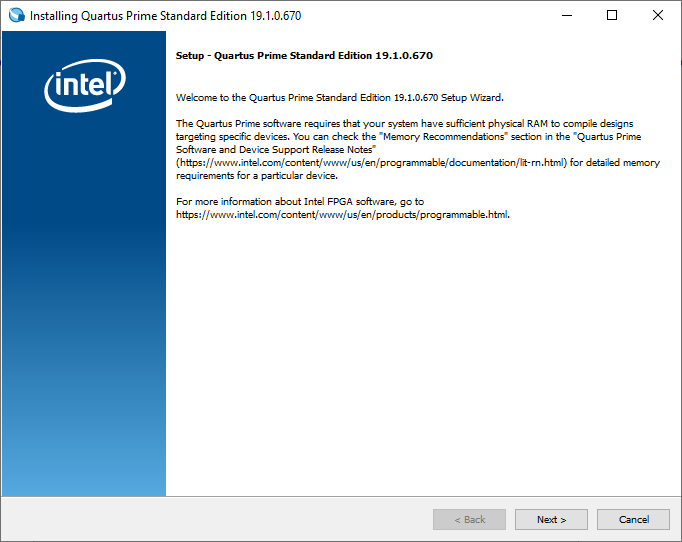 Installing Quartus Prime Standard Edition 19.1.0.670
intel
Setup - Quartus Prime Standard Edition 19.1.0.670
Welcome to the Quartus Prime Standard Edition 19.1.0.670 Setup Wizard.
The Quartus Prime software requires that your system have sufficient physical RAM to compile designs
targeting specific devices. You can check the "Memory Recommendations" section in the "Quartus Prime
Software and Device Support Release Notes"
(https://www.intel.com/content/www/us/en/programmable/documentation/lit-rn.html) for detailed memory
requirements for a particular device.
For more information about Intel FPGA software, go to
https://www.intel.com/content/www/us/en/products/programmable.html.
< Back
Next >
Cancel